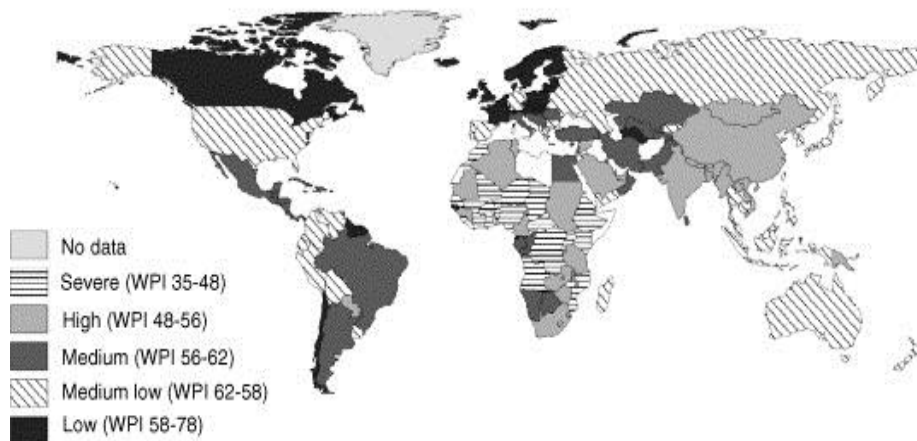 No data
Severe (WPI 35-48)
High (WPI 48-56)
Medium (WPI 56-62)
Medium low (WPI 62-58)
Low (WPI 58-78)